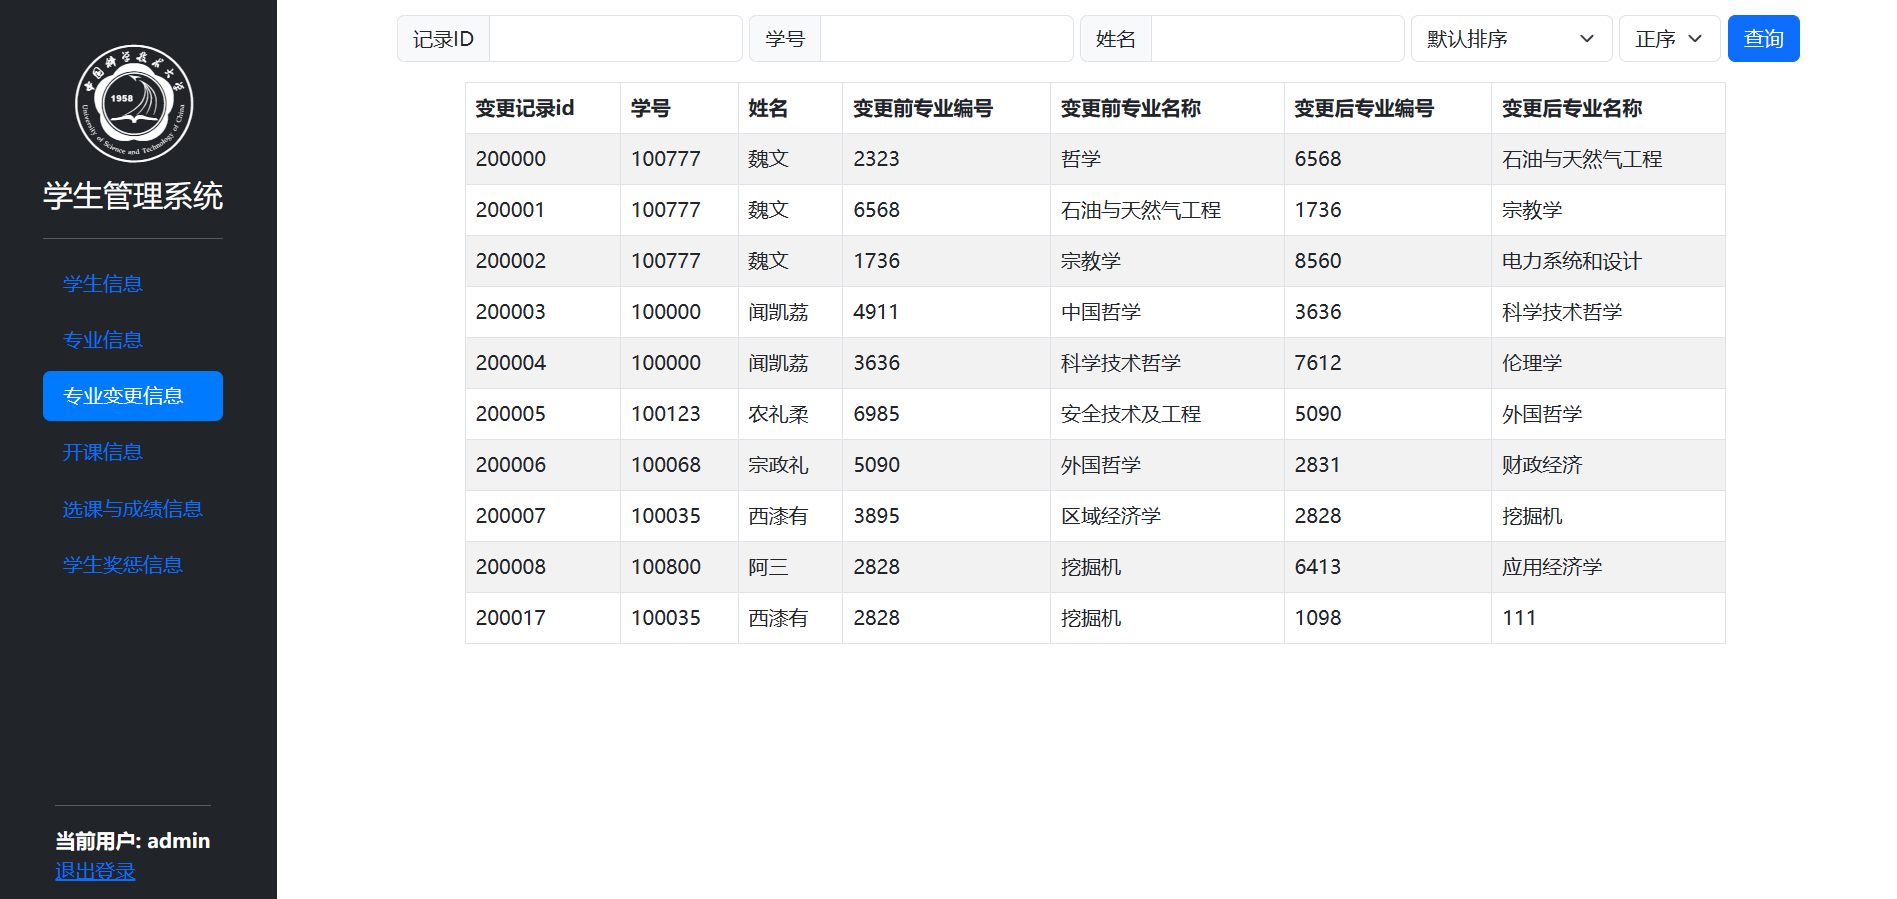 中国科学技术大学
1958
University of Science and Technology of China
学生管理系统
学生信息
专业信息
专业变更信息
开课信息
选课与成绩信息
学生奖惩信息
当前用户: admin
退出登录
记录ID 学号 姓名 默认排序 正序 查询
变更记录id 学号 姓名 变更前专业编号 变更前专业名称 变更后专业编号 变更后专业名称
200000 100777 魏文 2323 哲学 6568 石油与天然气工程
200001 100777 魏文 6568 石油与天然气工程 1736 宗教学
200002 100777 魏文 1736 宗教学 8560 电力系统和设计
200003 100000 闻凯荔 4911 中国哲学 3636 科学技术哲学
200004 100000 闻凯荔 3636 科学技术哲学 7612 伦理学
200005 100123 农礼柔 6985 安全技术及工程 5090 外国哲学
200006 100068 宗政礼 5090 外国哲学 2831 财政经济
200007 100035 西漆有 3895 区域经济学 2828 挖掘机
200008 100800 阿三 2828 挖掘机 6413 应用经济学
200017 100035 西漆有 2828 挖掘机 1098 111